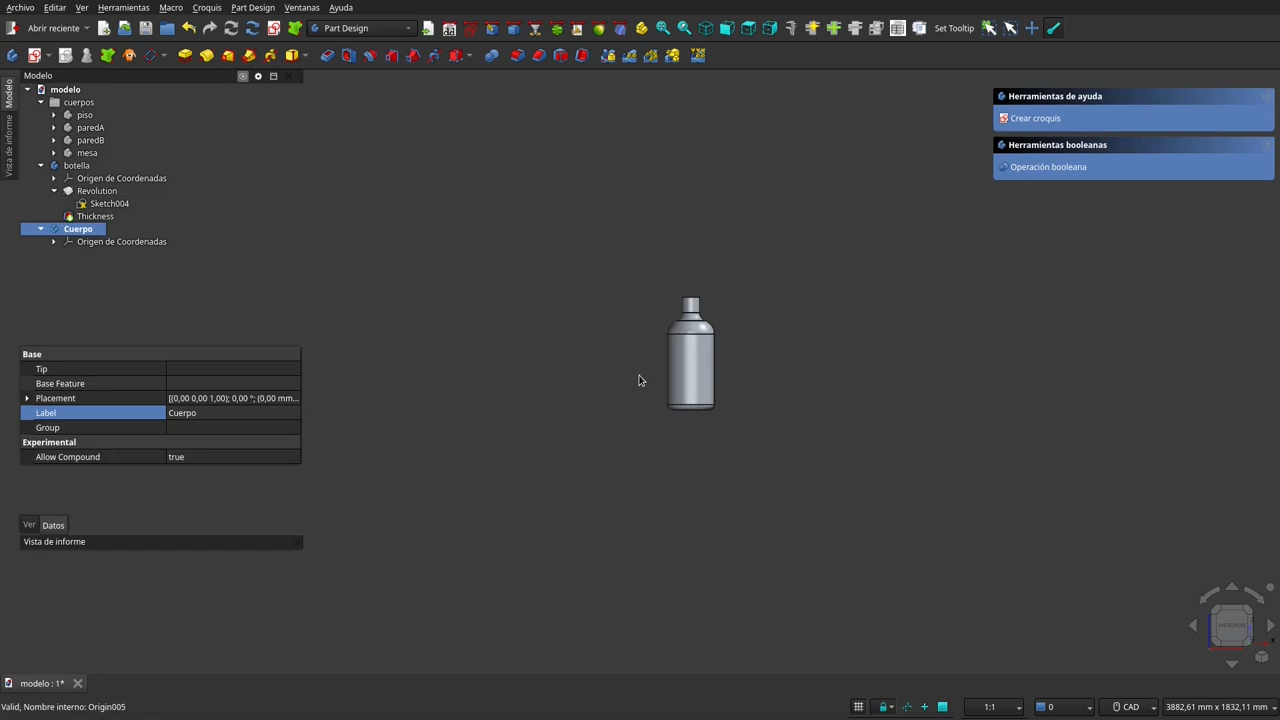 Archivo Editar Ver Herramientas Macro Croquis Part Design Ventanas Ayuda
Abrir reciente Part Design Set Tooltip
Modelo
Modelo
Vista de informe
modelo
cuerpos
piso
paredA
paredB
mesa
botella
Origen de Coordenadas
Revolution
Sketch004
Thickness
Cuerpo
Origen de Coordenadas
Herramientas de ayuda
Crear croquis
Herramientas booleanas
Operación booleana
Base
Tip
Base Feature
Placement [(0,00 0,00 1,00); 0,00 °; (0,00 mm...
Label Cuerpo
Group
Experimental
Allow Compound true
Ver Datos
Vista de informe
ANTERIOR
modelo : 1*
Valid, Nombre interno: Origin005 1:1 0 CAD 3882,61 mm x 1832,11 mm